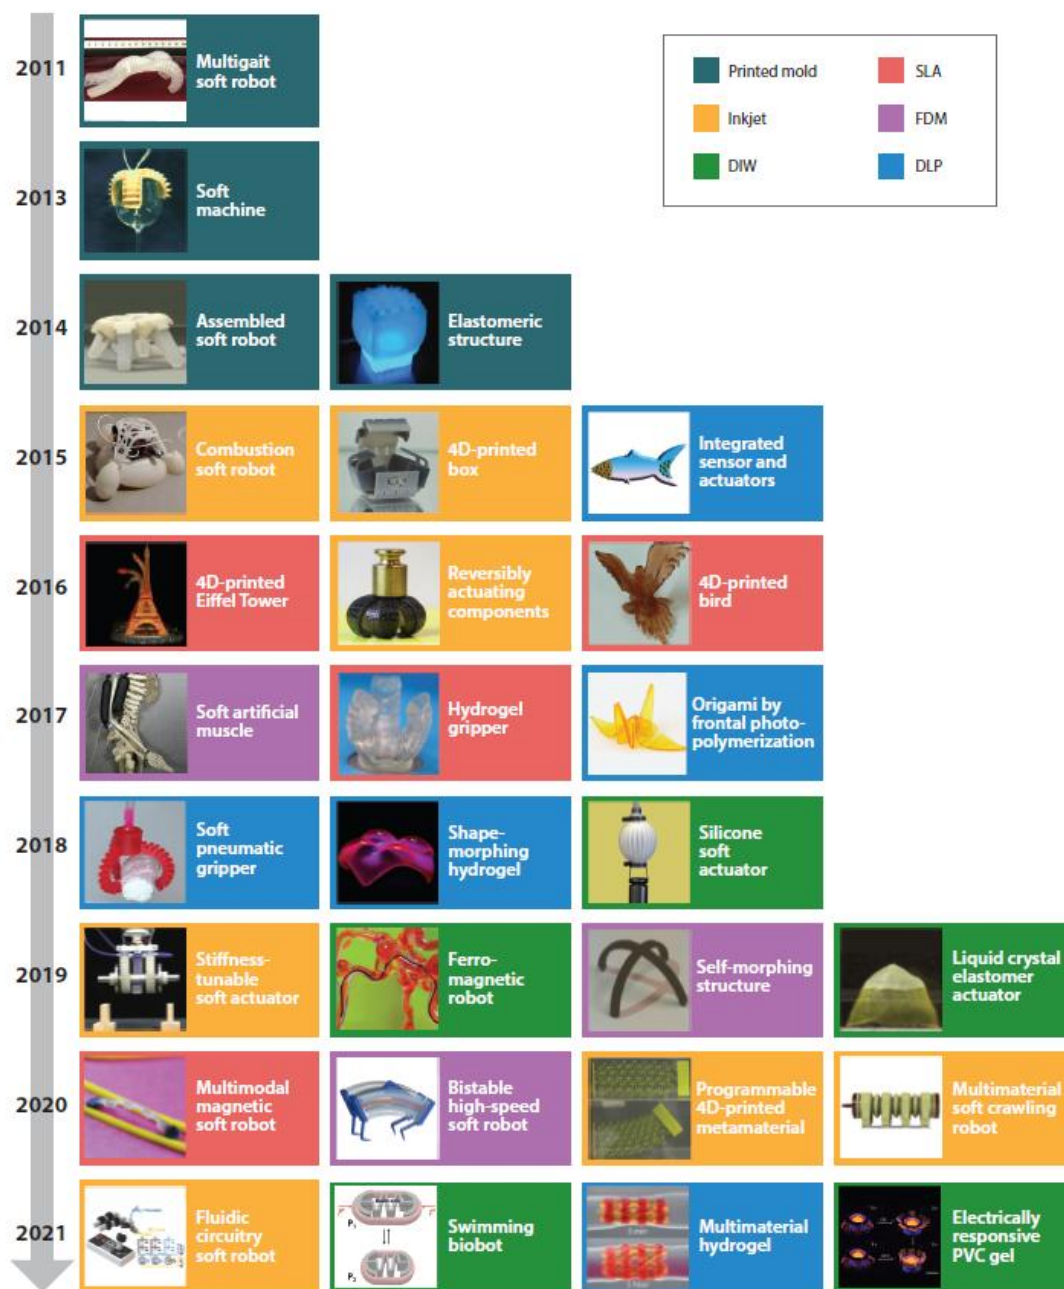 2011
Multigait
soft robot
Printed mold
SLA
Inkjet
FDM
DIW
DLP
2013
Soft
machine
2014
Assembled
soft robot
Elastomeric
structure
2015
Combustion
soft robot
4D-printed
box
Integrated
sensor and
actuators
2016
4D-printed
Eiffel Tower
Reversibly
actuating
components
4D-printed
bird
2017
Soft artificial
muscle
Hydrogel
gripper
Origami by
frontal photo-
polymerization
2018
Soft
pneumatic
gripper
Shape-
morphing
hydrogel
Silicone
soft
actuator
2019
Stiffness-
tunable
soft actuator
Ferro-
magnetic
robot
Self-morphing
structure
Liquid crystal
elastomer
actuator
2020
Multimodal
magnetic
soft robot
Bistable
high-speed
soft robot
Programmable
4D-printed
metamaterial
Multimaterial
soft crawling
robot
2021
Fluidic
circuitry
soft robot
P₁
P₂
Swimming
biobot
Multimaterial
hydrogel
Electrically
responsive
PVC gel